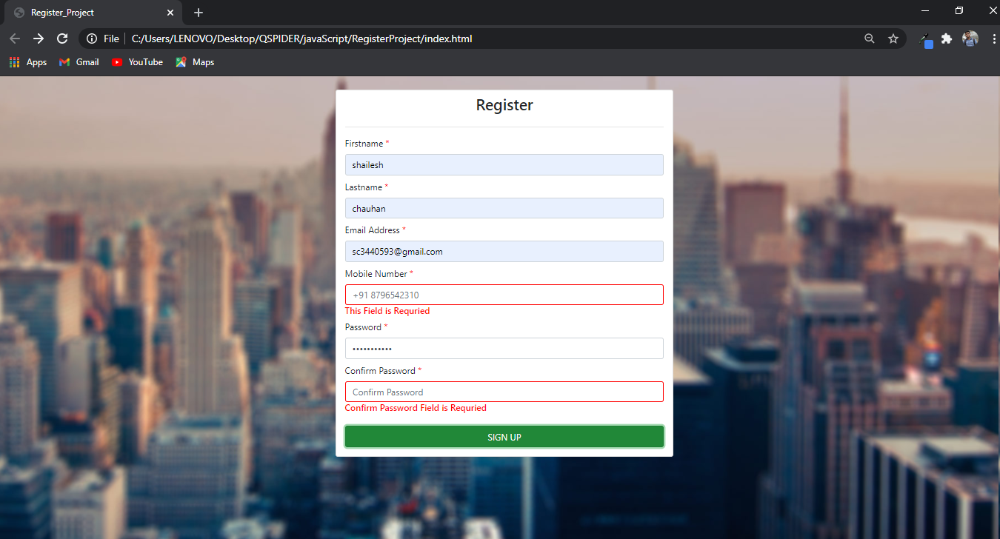 Register_Project
File C:/Users/LENOVO/Desktop/QSPIDER/javaScript/RegisterProject/index.html
Apps Gmail YouTube Maps
Register
Firstname *
shailesh
Lastname *
chauhan
Email Address *
sc3440593@gmail.com
Mobile Number *
+91 8796542310
This Field is Requried
Password *
•••••••••••
Confirm Password *
Confirm Password
Confirm Password Field is Requried
SIGN UP